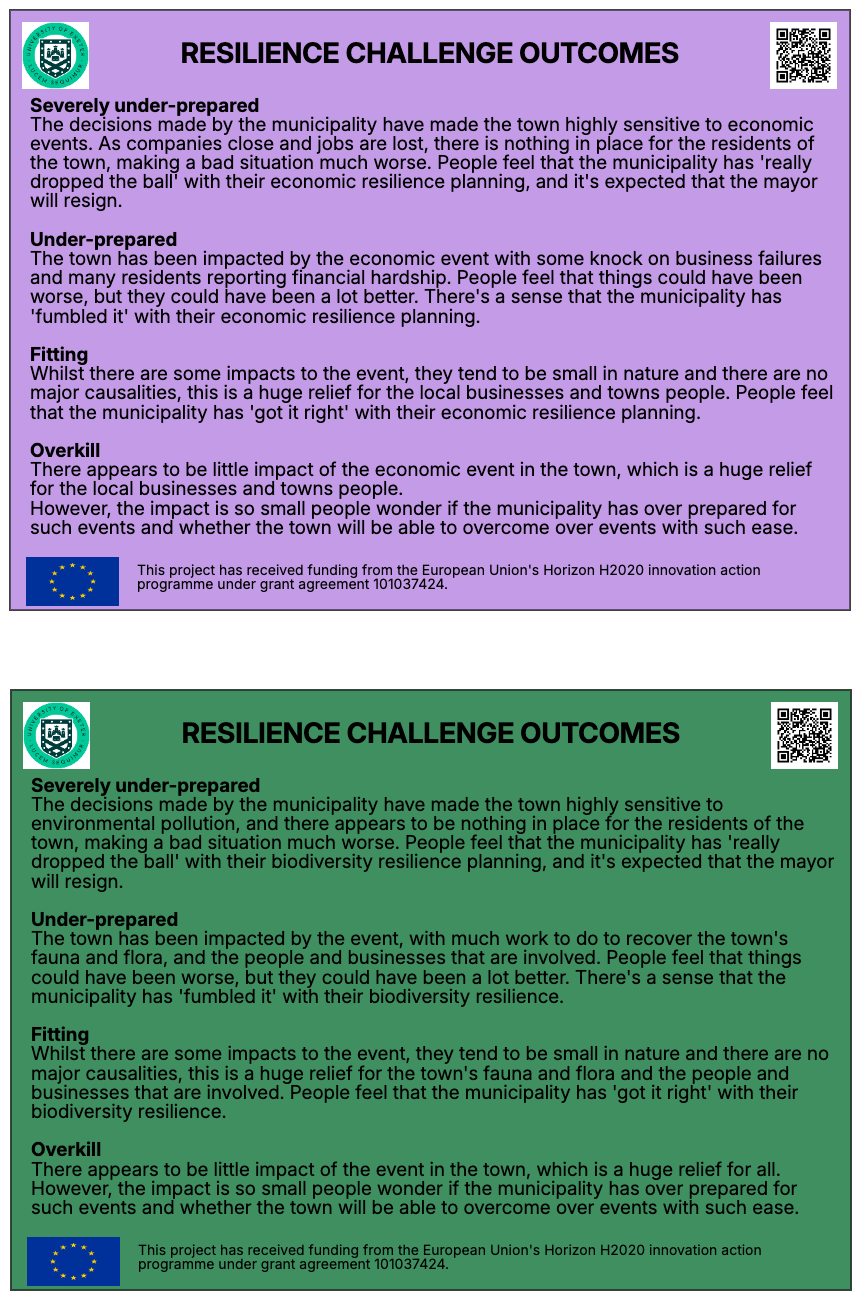 UNIVERSITY OF EXETER
LUCEM SEQUIMUR
RESILIENCE CHALLENGE OUTCOMES
Severely under-prepared
The decisions made by the municipality have made the town highly sensitive to economic
events. As companies close and jobs are lost, there is nothing in place for the residents of
the town, making a bad situation much worse. People feel that the municipality has 'really
dropped the ball' with their economic resilience planning, and it's expected that the mayor
will resign.
Under-prepared
The town has been impacted by the economic event with some knock on business failures
and many residents reporting financial hardship. People feel that things could have been
worse, but they could have been a lot better. There's a sense that the municipality has
'fumbled it' with their economic resilience planning.
Fitting
Whilst there are some impacts to the event, they tend to be small in nature and there are no
major causalities, this is a huge relief for the local businesses and towns people. People feel
that the municipality has 'got it right' with their economic resilience planning.
Overkill
There appears to be little impact of the economic event in the town, which is a huge relief
for the local businesses and towns people.
However, the impact is so small people wonder if the municipality has over prepared for
such events and whether the town will be able to overcome over events with such ease.
This project has received funding from the European Union's Horizon H2020 innovation action
programme under grant agreement 101037424.
UNIVERSITY OF EXETER
LUCEM SEQUIMUR
RESILIENCE CHALLENGE OUTCOMES
Severely under-prepared
The decisions made by the municipality have made the town highly sensitive to
environmental pollution, and there appears to be nothing in place for the residents of the
town, making a bad situation much worse. People feel that the municipality has 'really
dropped the ball' with their biodiversity resilience planning, and it's expected that the mayor
will resign.
Under-prepared
The town has been impacted by the event, with much work to do to recover the town's
fauna and flora, and the people and businesses that are involved. People feel that things
could have been worse, but they could have been a lot better. There's a sense that the
municipality has 'fumbled it' with their biodiversity resilience.
Fitting
Whilst there are some impacts to the event, they tend to be small in nature and there are no
major causalities, this is a huge relief for the town's fauna and flora and the people and
businesses that are involved. People feel that the municipality has 'got it right' with their
biodiversity resilience.
Overkill
There appears to be little impact of the event in the town, which is a huge relief for all.
However, the impact is so small people wonder if the municipality has over prepared for
such events and whether the town will be able to overcome over events with such ease.
This project has received funding from the European Union's Horizon H2020 innovation action
programme under grant agreement 101037424.